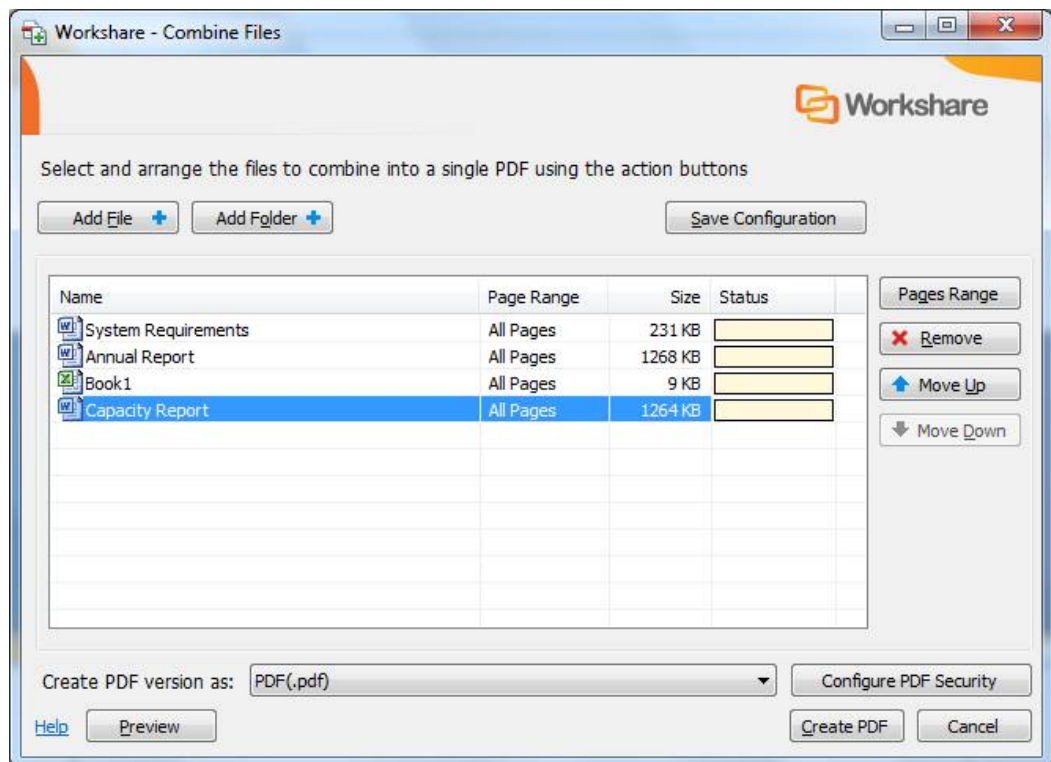 Workshare - Combine Files
Workshare
Select and arrange the files to combine into a single PDF using the action buttons
Add File Add Folder Save Configuration
Name Page Range Size Status Pages Range
System Requirements All Pages 231 KB
Remove
Annual Report All Pages 1268 KB
Book1 All Pages 9 KB Move Up
Capacity Report All Pages 1264 KB
Move Down
Create PDF version as: PDF(.pdf) Configure PDF Security
Help Preview Create PDF Cancel